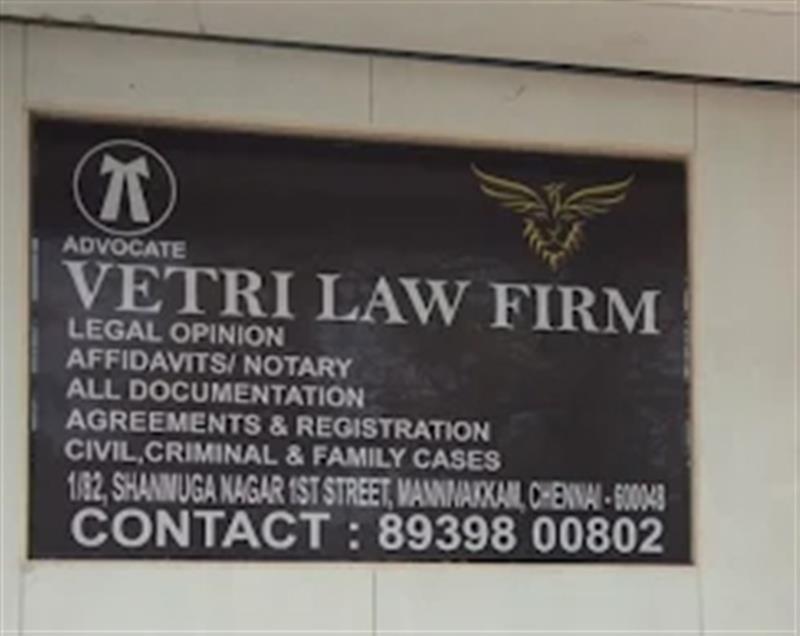 ADVOCATE
VETRI LAW FIRM
LEGAL OPINION
AFFIDAVITS/ NOTARY
ALL DOCUMENTATION
AGREEMENTS & REGISTRATION
CIVIL,CRIMINAL & FAMILY CASES
1/82, SHANMUGA NAGAR 1ST STREET, MANNIVAKKAM, CHENNAI - 600048
CONTACT : 89398 00802